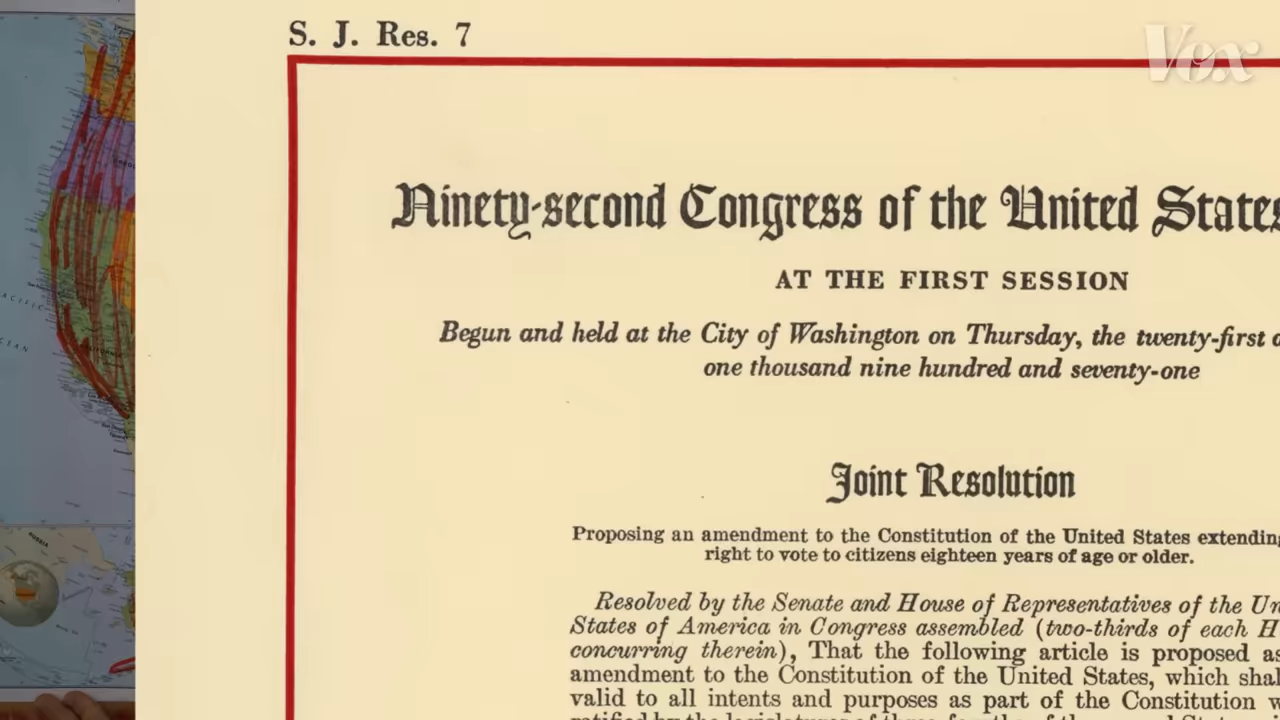 S. J. Res. 7
Vox
Ninety-second Congress of the United States
AT THE FIRST SESSION
Begun and held at the City of Washington on Thursday, the twenty-first
one thousand nine hundred and seventy-one
Joint Resolution
Proposing an amendment to the Constitution of the United States extending
right to vote to citizens eighteen years of age or older.
Resolved by the Senate and House of Representatives of the
States of America in Congress assembled (two-thirds of each
concurring therein), That the following article is proposed as
amendment to the Constitution of the United States, which
valid to all intents and purposes as part of the Constitution
RUSSIA